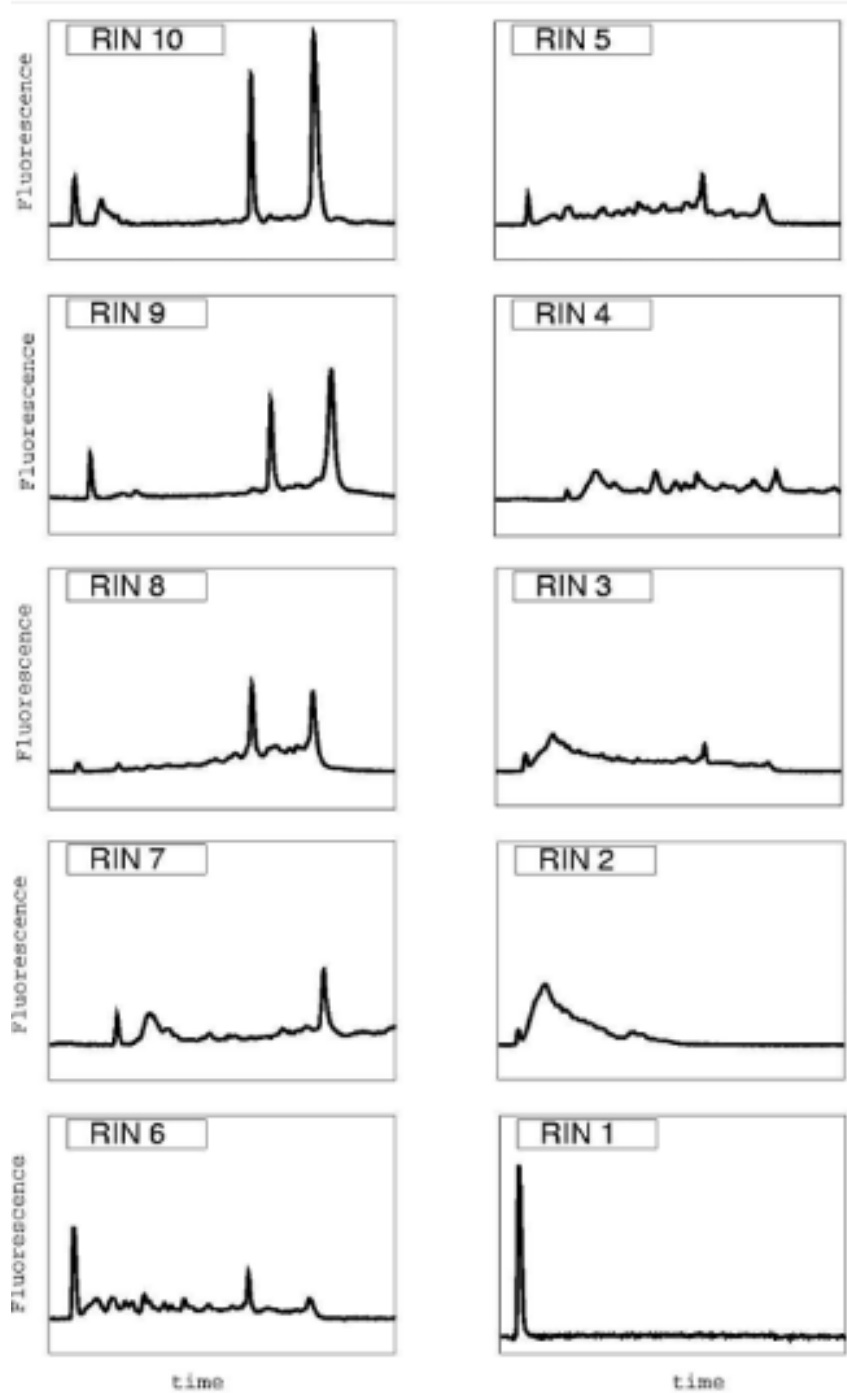 RIN 10
Fluorescence
RIN 5
RIN 9
Fluorescence
RIN 4
RIN 8
Fluorescence
RIN 3
RIN 7
Fluorescence
RIN 2
RIN 6
Fluorescence
RIN 1
time
time